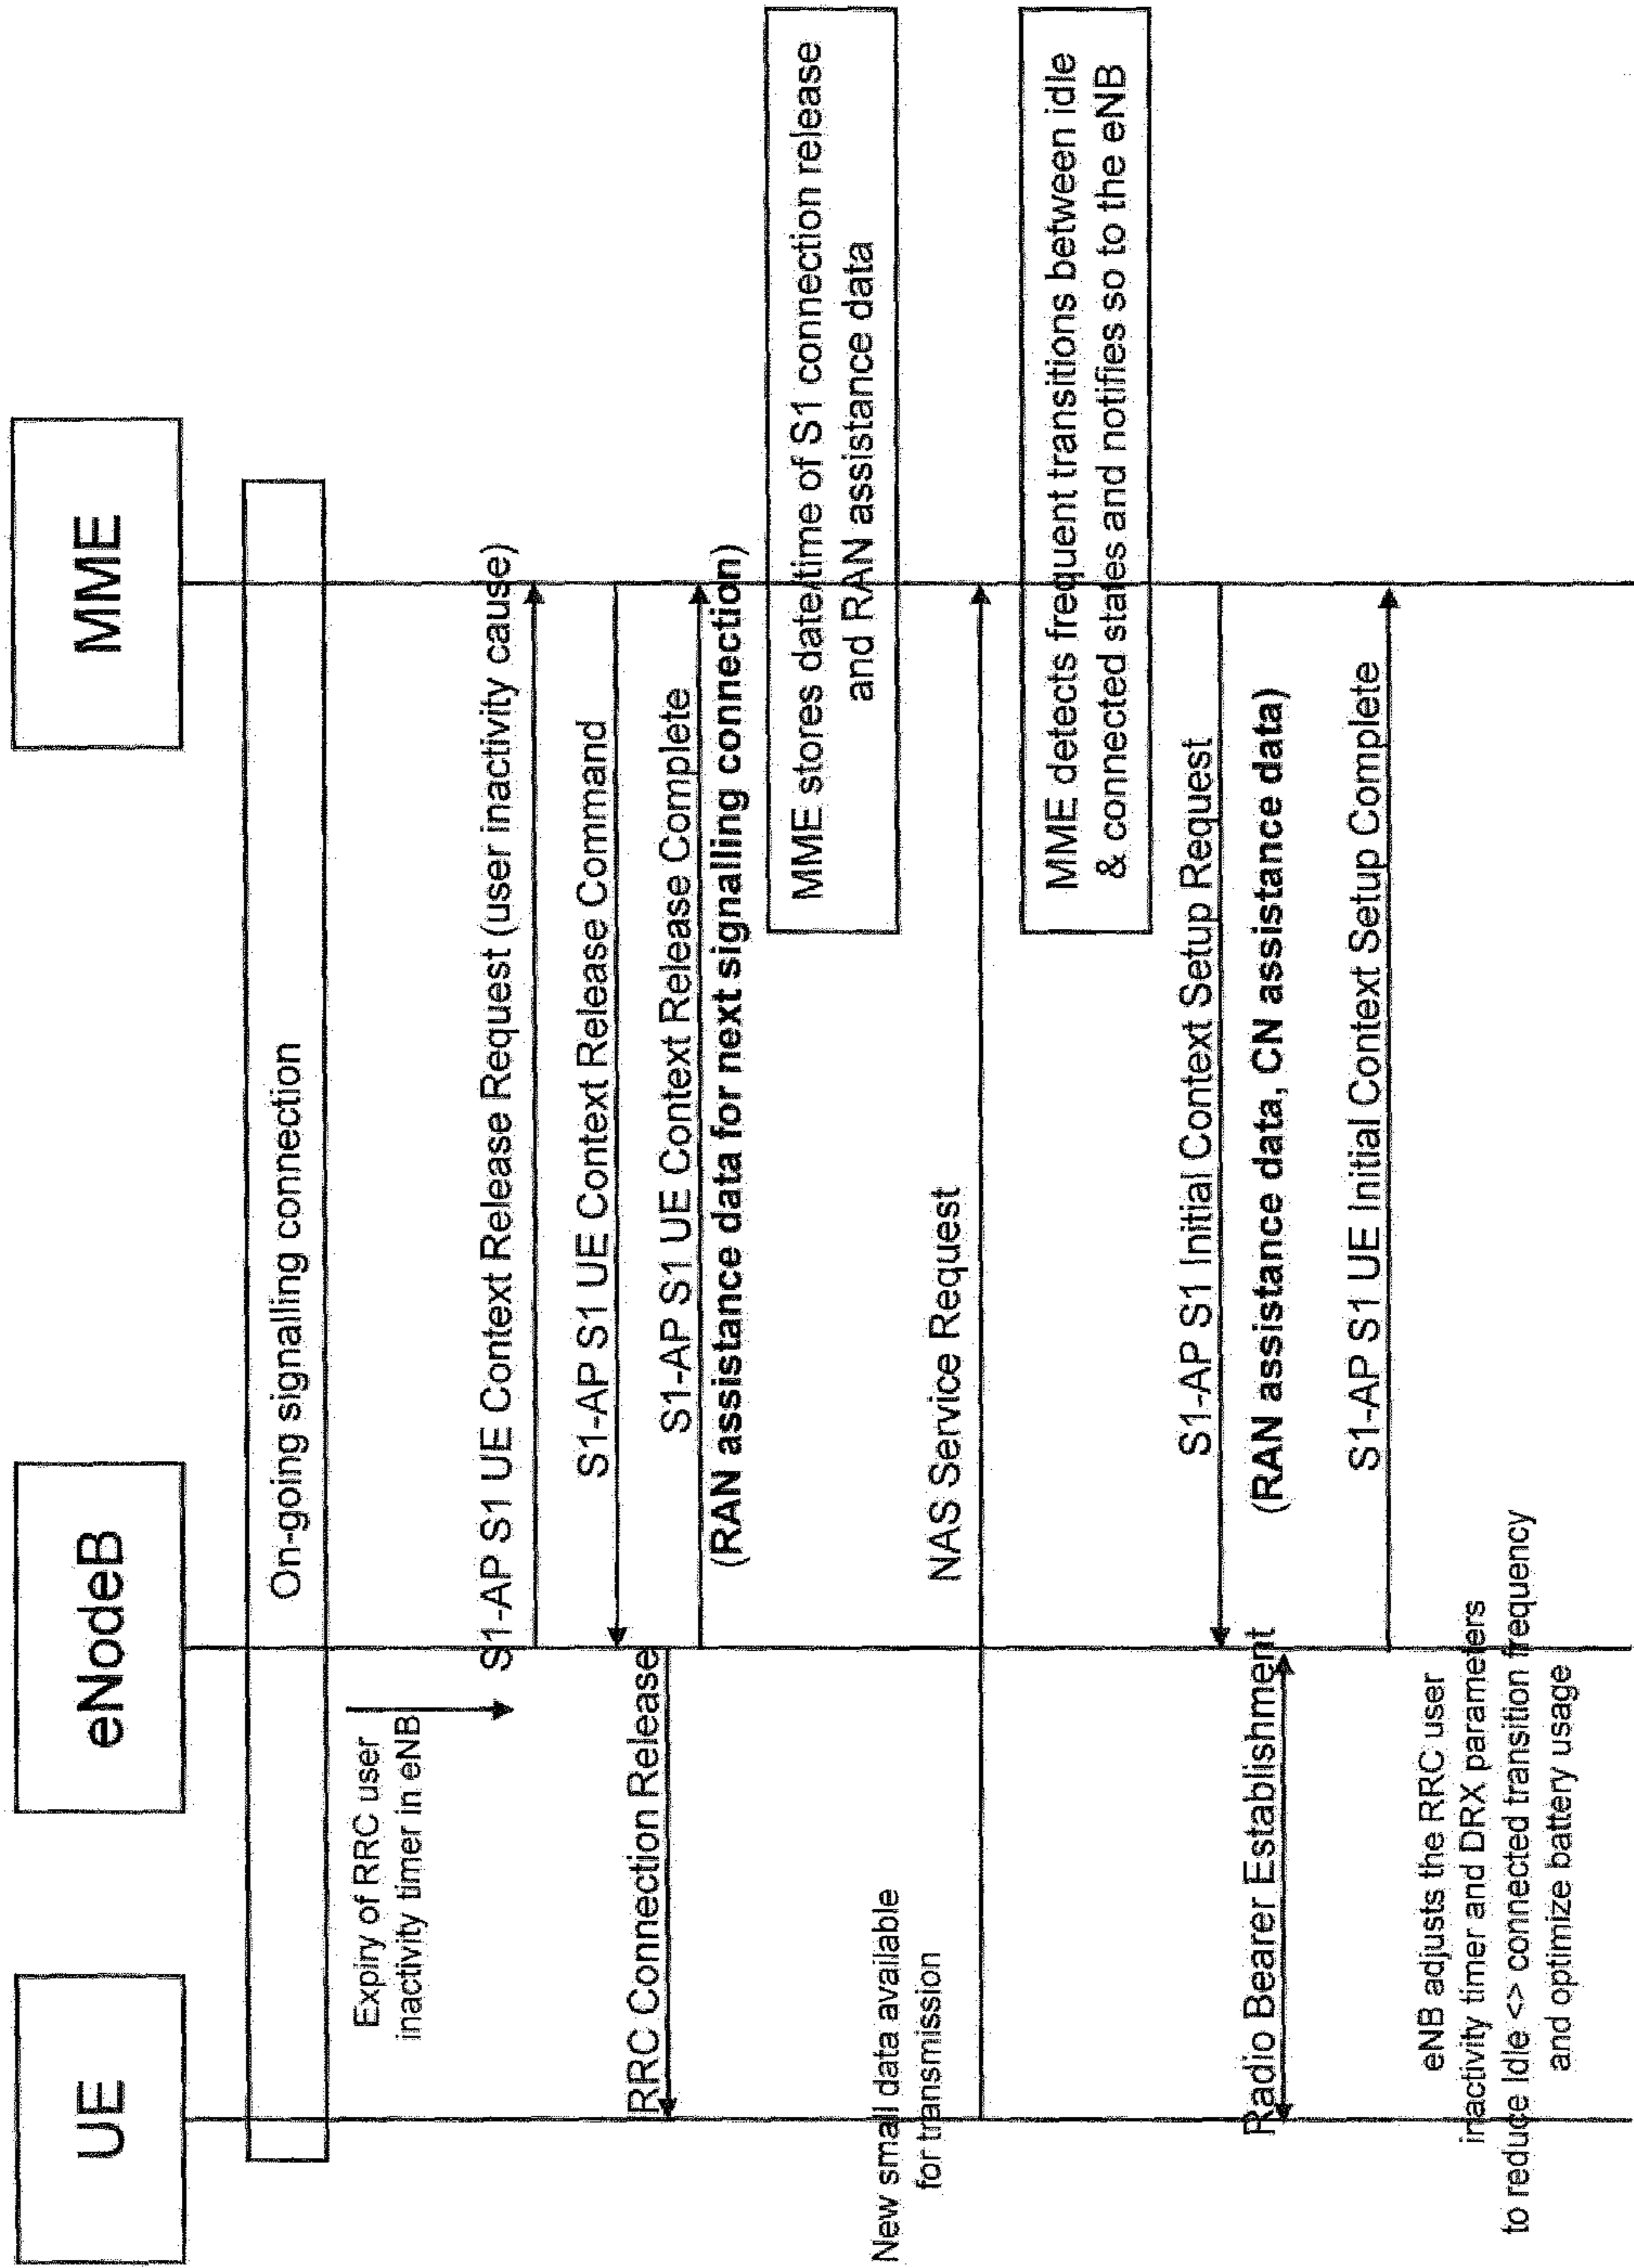 UE
eNodeB
MME
On-going signalling connection
Expiry of RRC user
inactivity timer in eNB
S1-AP S1 UE Context Release Request (user inactivity cause)
S1-AP S1 UE Context Release Command
RRC Connection Release
S1-AP S1 UE Context Release Complete
(RAN assistance data for next signalling connection)
MME stores date/time of S1 connection release
and RAN assistance data
New small data available
for transmission
NAS Service Request
MME detects frequent transitions between idle
& connected states and notifies so to the eNB
S1-AP S1 Initial Context Setup Request
(RAN assistance data, CN assistance data)
Radio Bearer Establishment
S1-AP S1 UE Initial Context Setup Complete
eNB adjusts the RRC user
inactivity timer and DRX parameters
to reduce Idle <> connected transition frequency
and optimize battery usage